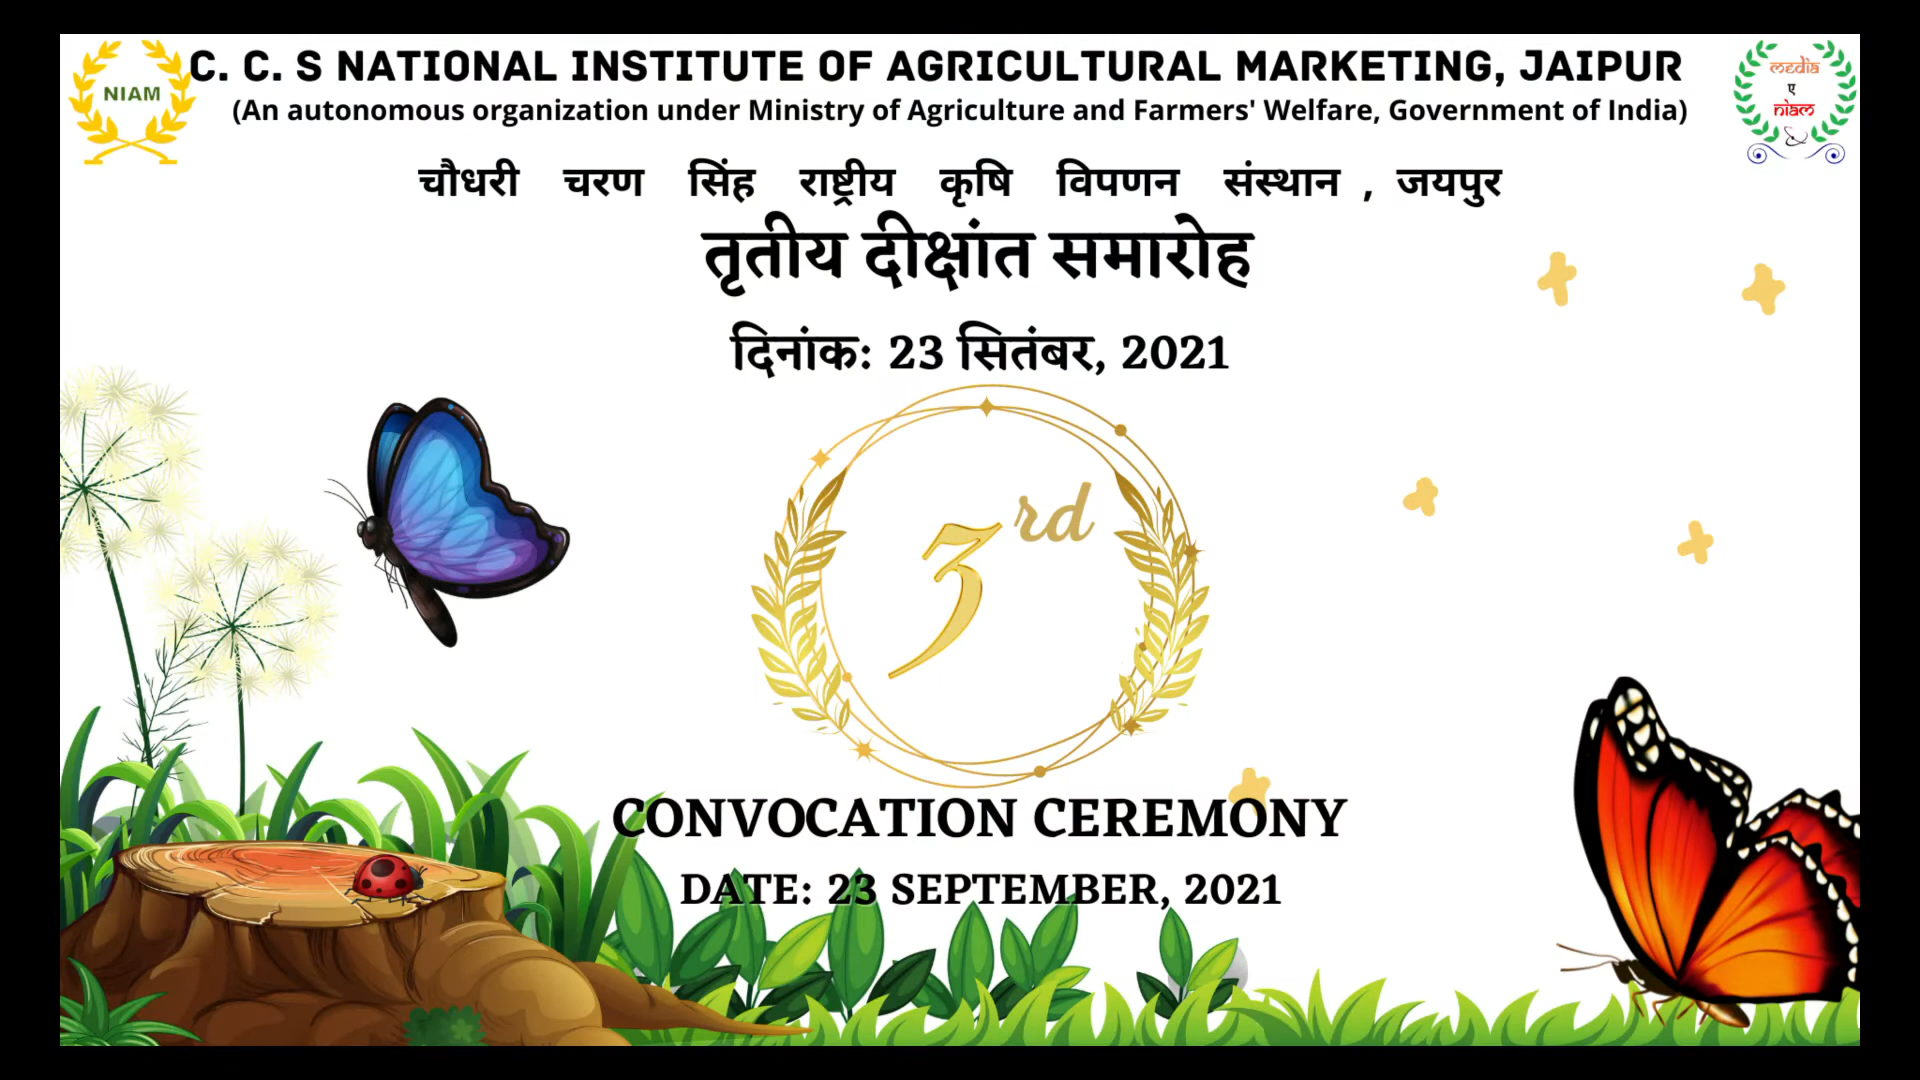 NIAM
C. C. S NATIONAL INSTITUTE OF AGRICULTURAL MARKETING, JAIPUR
(An autonomous organization under Ministry of Agriculture and Farmers' Welfare, Government of India)
media
ए
niam
चौधरी चरण सिंह राष्ट्रीय कृषि विपणन संस्थान , जयपुर
तृतीय दीक्षांत समारोह
दिनांक: 23 सितंबर, 2021
3rd
CONVOCATION CEREMONY
DATE: 23 SEPTEMBER, 2021